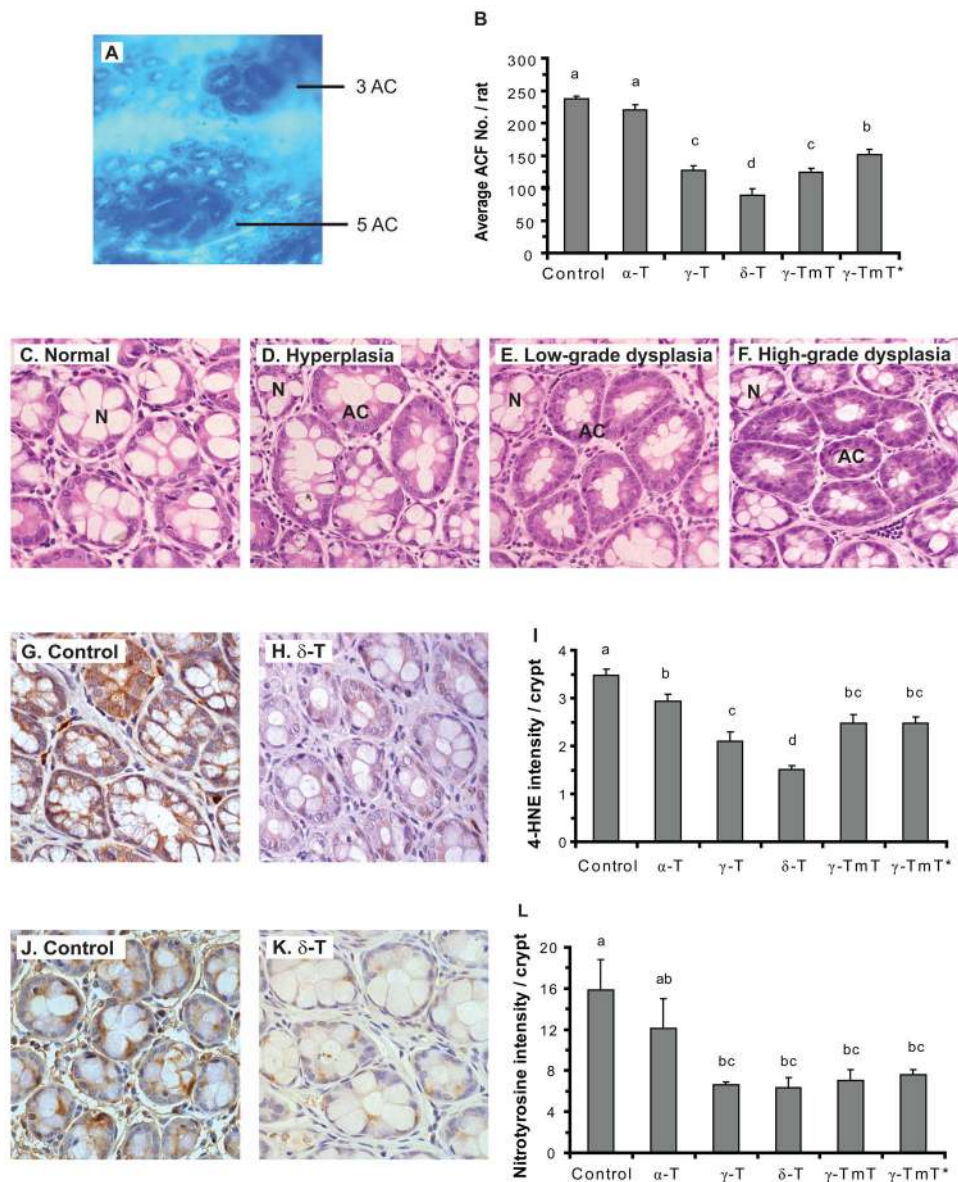 A
3 AC
5 AC
B
Average ACF No. / rat
300
250
200
150
100
50
0
a
a
c
d
c
b
Control α-T γ-T δ-T γ-TmT γ-TmT*
C. Normal
N
D. Hyperplasia
N
AC
E. Low-grade dysplasia
N
AC
F. High-grade dysplasia
N
AC
G. Control
H. δ-T
I
4-HNE intensity / crypt
4
3
2
1
0
a
b
c
d
bc
bc
Control α-T γ-T δ-T γ-TmT γ-TmT*
J. Control
K. δ-T
L
Nitrotyrosine intensity / crypt
20
16
12
8
4
0
a
ab
bc
bc
bc
bc
Control α-T γ-T δ-T γ-TmT γ-TmT*